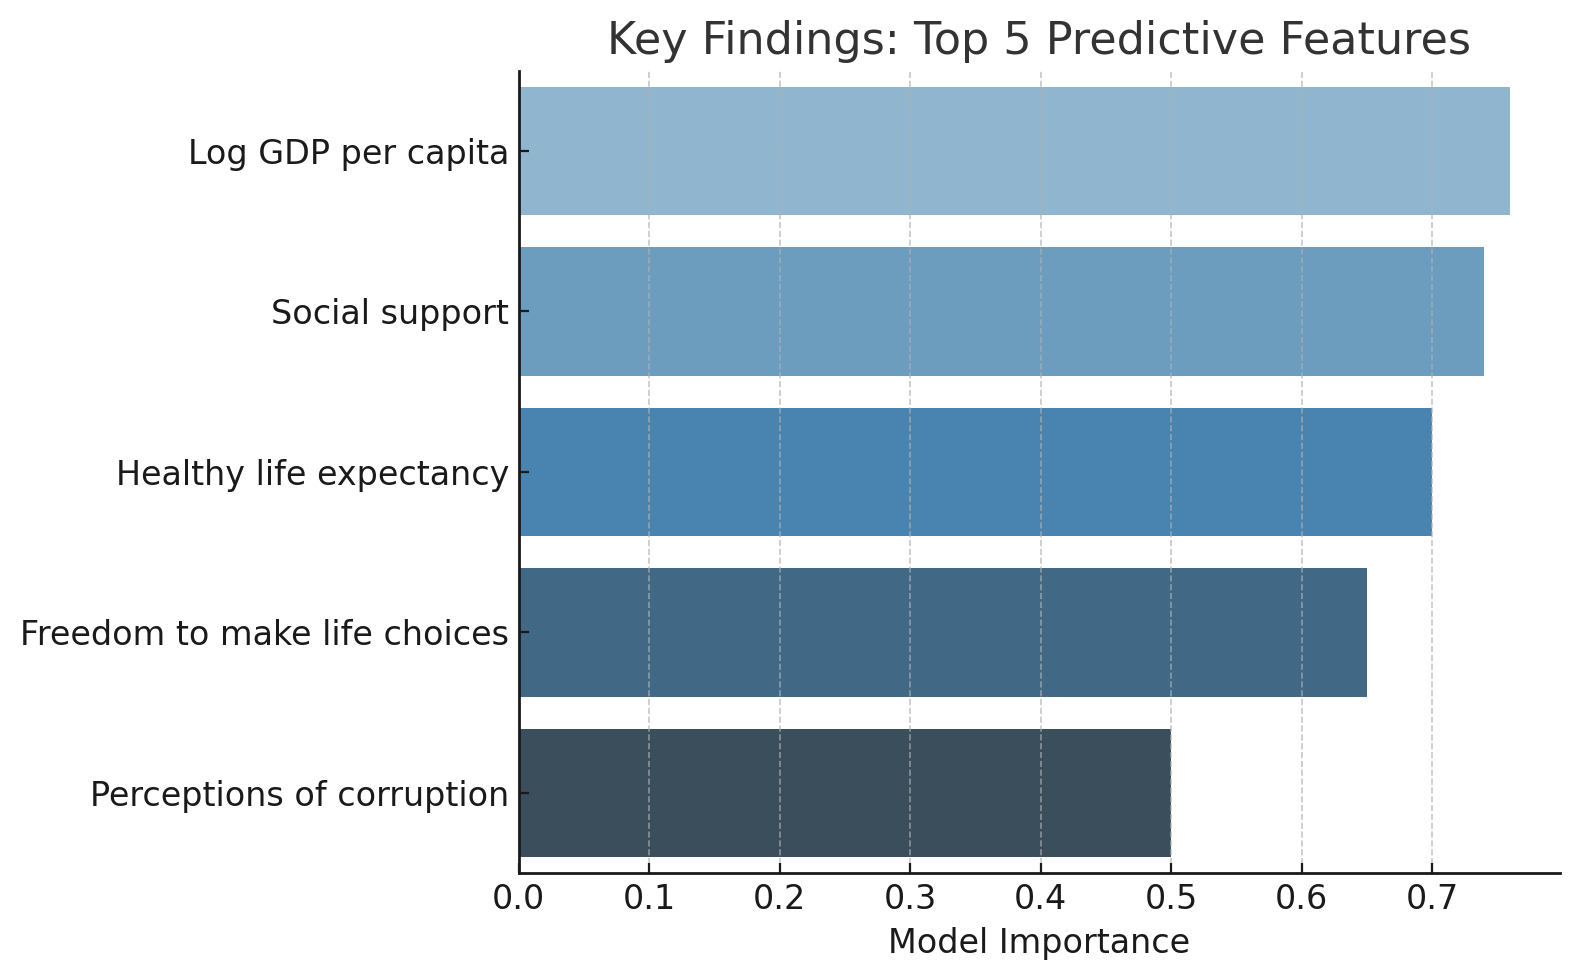 Key Findings: Top 5 Predictive Features
Log GDP per capita
Social support
Healthy life expectancy
Freedom to make life choices
Perceptions of corruption
0.0 0.1 0.2 0.3 0.4 0.5 0.6 0.7
Model Importance